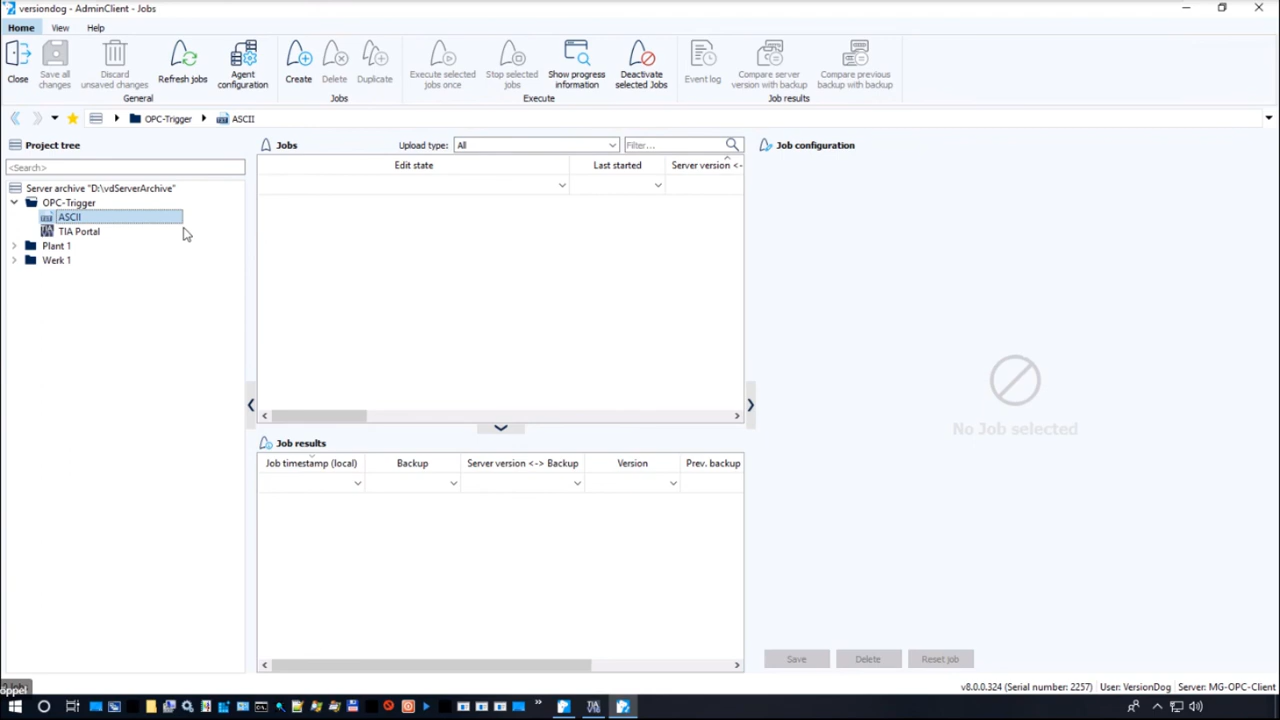 versiondog - AdminClient - Jobs
Home View Help
Close
Save all changes
Discard unsaved changes
Refresh jobs
Agent configuration
Create
Delete
Duplicate
Execute selected jobs once
Stop selected jobs
Show progress information
Deactivate selected Jobs
Event log
Compare server version with backup
Compare previous backup with backup
General
Jobs
Execute
Job results
OPC-Trigger
ASCII
Project tree
<Search>
Server archive "D:\vdServerArchive"
OPC-Trigger
ASCII
TIA Portal
Plant 1
Werk 1
Jobs
Upload type: All
Filter...
Edit state Last started Server version <-
Job results
Job timestamp (local) Backup Server version <-> Backup Version Prev. backup
Job configuration
No Job selected
Save Delete Reset job
öppel
v8.0.0.324 (Serial number: 2257) User: VersionDog Server: MG-OPC-Client